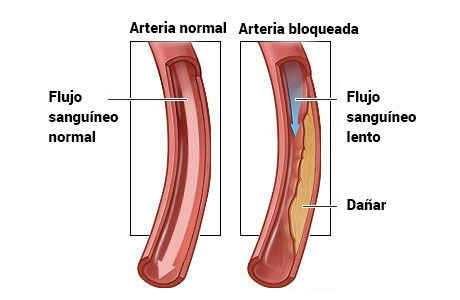 Arteria normal
Arteria bloqueada
Flujo
sanguíneo
normal
Flujo
sanguíneo
lento
Dañar